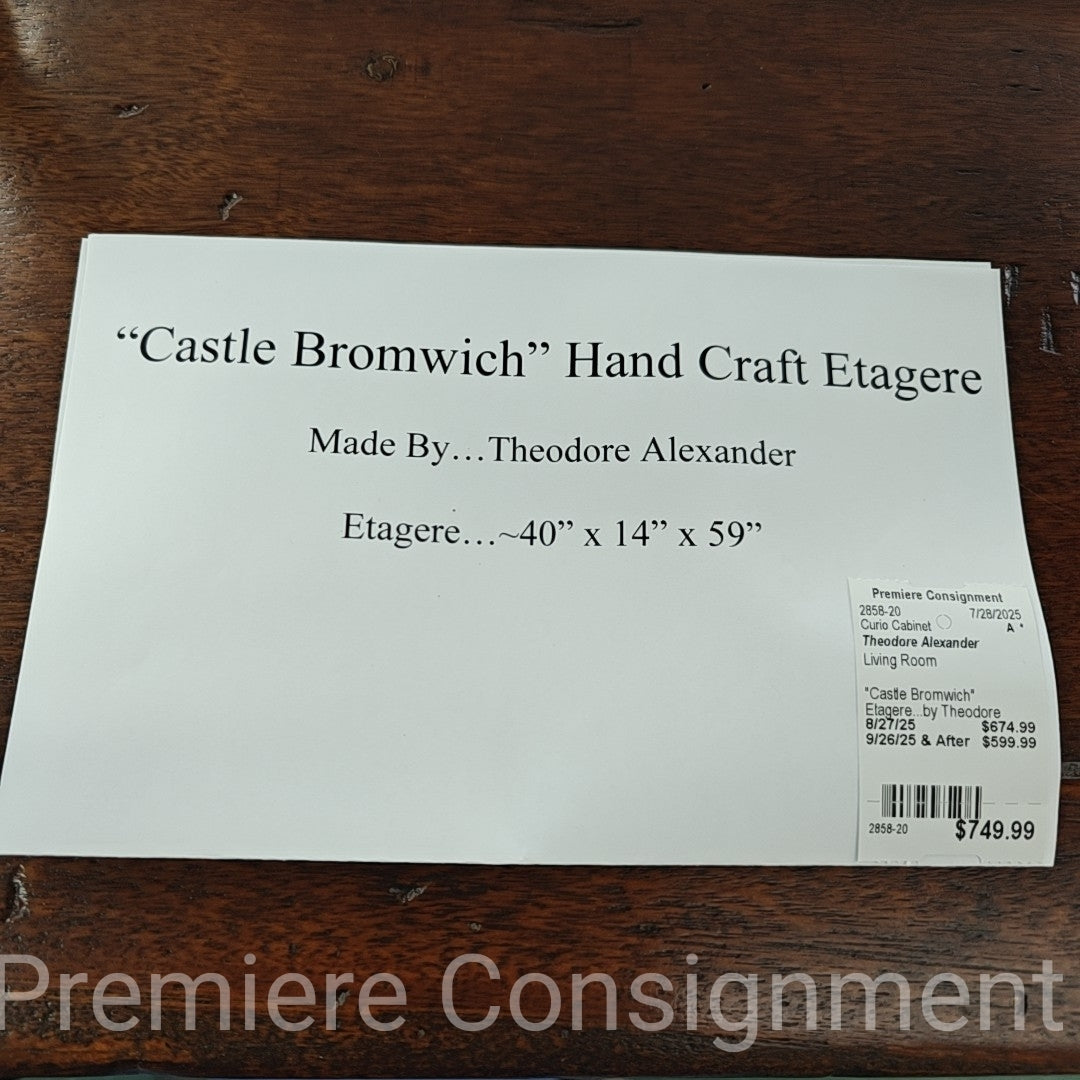 “Castle Bromwich” Hand Craft Etagere
Made By…Theodore Alexander
Etagere…~40” x 14” x 59”
Premiere Consignment
2858-20 7/28/2025
Curio Cabinet A *
Theodore Alexander
Living Room
"Castle Bromwich"
Etagere...by Theodore
8/27/25 $674.99
9/26/25 & After $599.99
2858-20 $749.99
Premiere Consignment